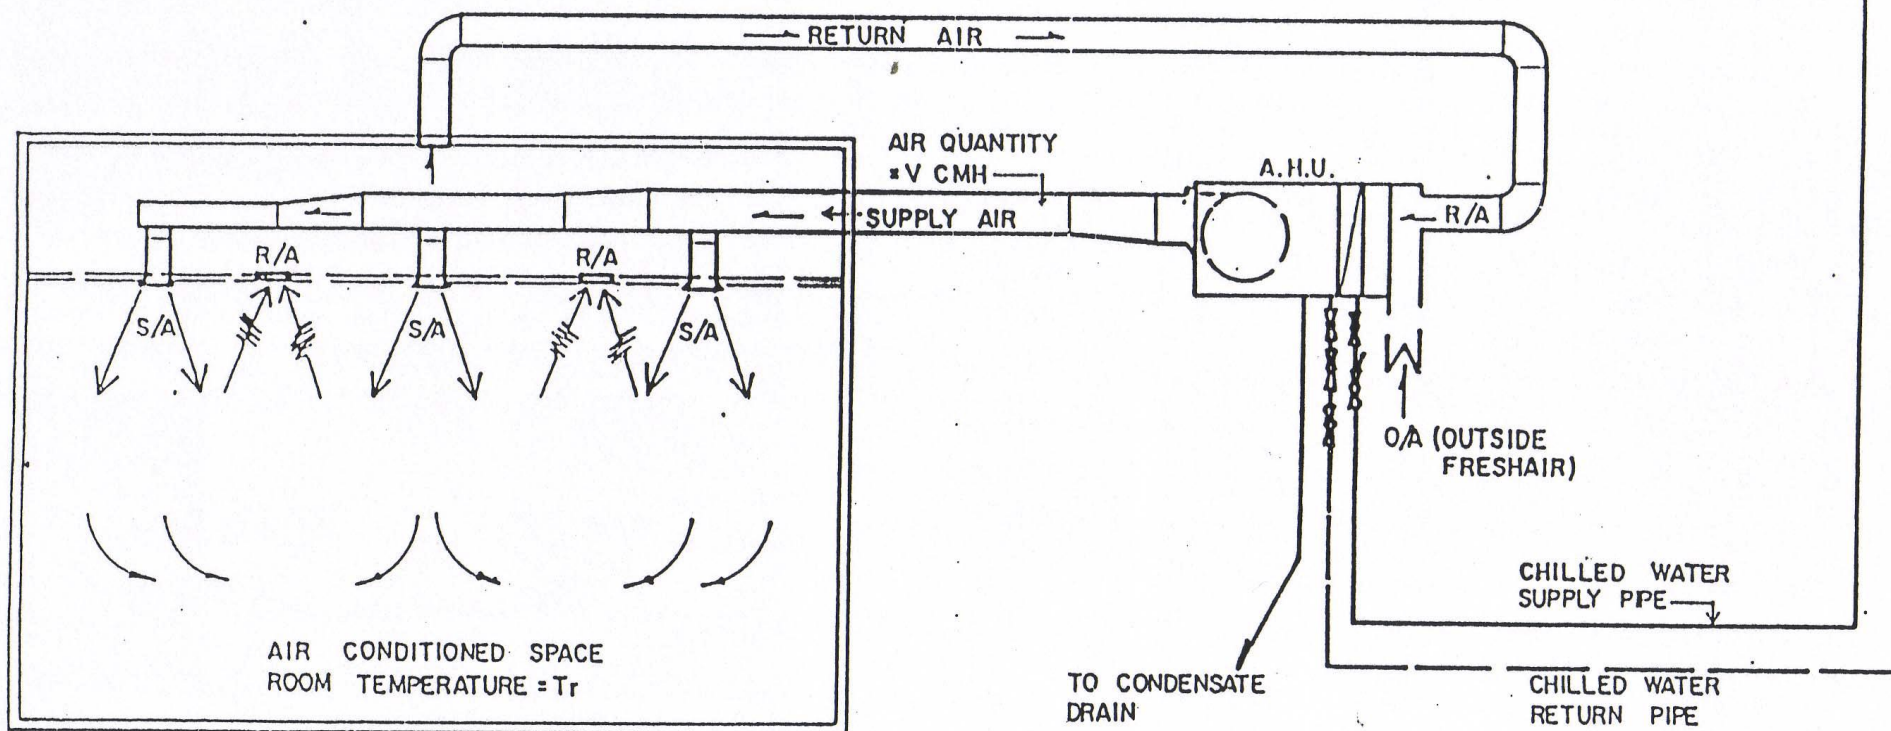 RETURN AIR
AIR QUANTITY
= V CMH
A.H.U.
SUPPLY AIR
R/A
R/A
R/A
S/A
S/A
S/A
O/A (OUTSIDE
FRESHAIR)
CHILLED WATER
SUPPLY PIPE
AIR CONDITIONED SPACE
ROOM TEMPERATURE = Tr
TO CONDENSATE
DRAIN
CHILLED WATER
RETURN PIPE